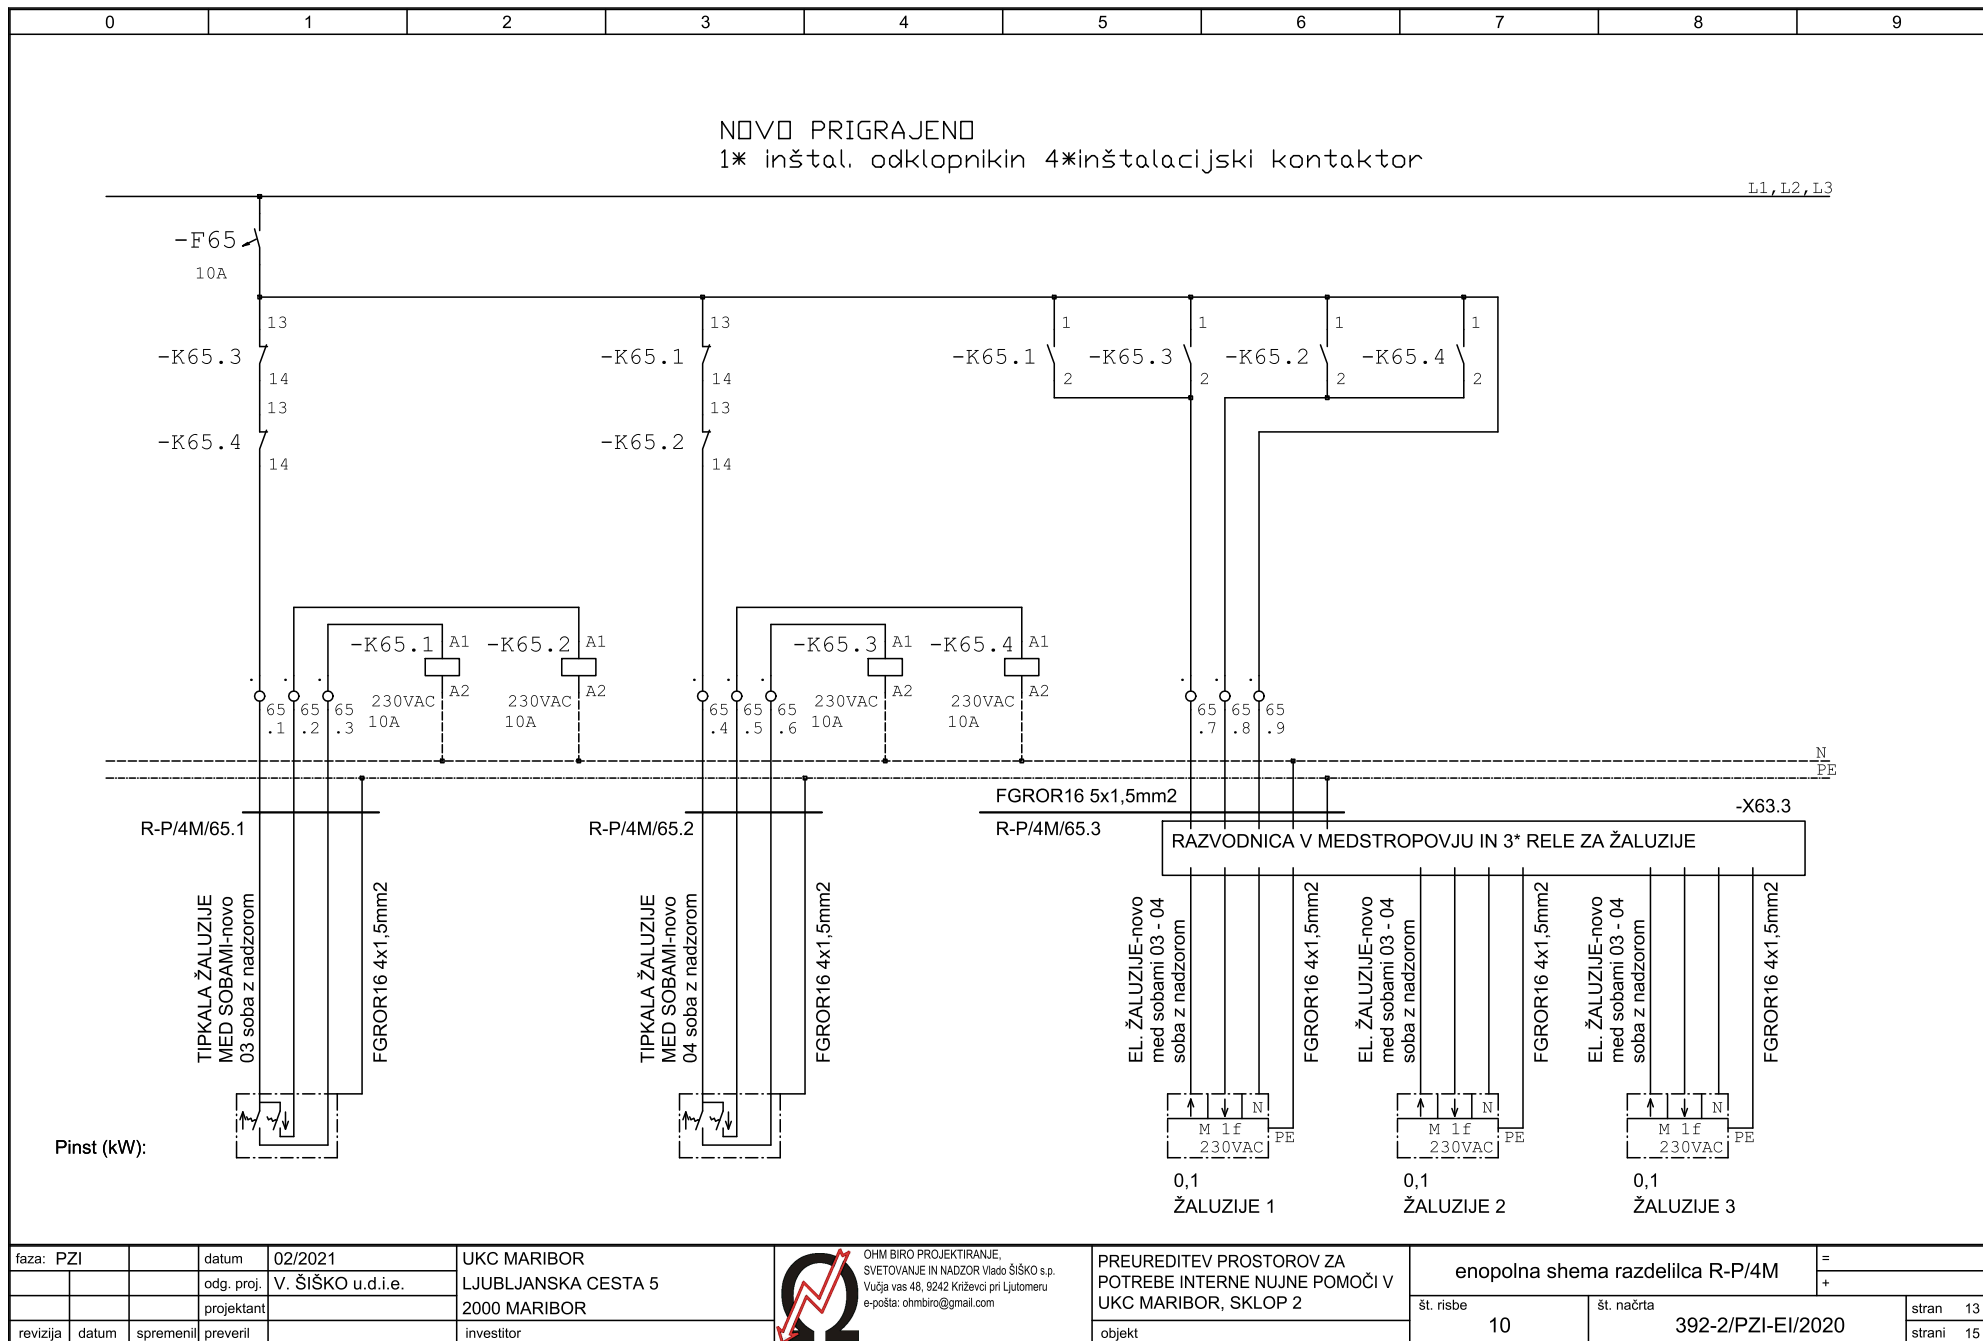 0 1 2 3 4 5 6 7 8 9
NOVO PRIGRAJENO
1* inštal. odklopnikin 4*inštalacijski kontaktor
L1,L2,L3
-F65
10A
13 13 1 1 1 1
-K65.3 -K65.1 -K65.1 -K65.3 -K65.2 -K65.4
14 14 2 2 2 2
13 13
-K65.4 -K65.2
14 14
-K65.1 A1 -K65.2 A1 -K65.3 A1 -K65.4 A1
A2 A2 A2 A2
230VAC 230VAC 230VAC 230VAC
10A 10A 10A 10A
65 65 65 65 65 65 65 65 65
.1 .2 .3 .4 .5 .6 .7 .8 .9
N
PE
FGROR16 5x1,5mm2
-X63.3
R-P/4M/65.1 R-P/4M/65.2 R-P/4M/65.3
RAZVODNICA V MEDSTROPOVJU IN 3* RELE ZA ŽALUZIJE
TIPKALA ŽALUZIJE
MED SOBAMI-novo
03 soba z nadzorom
FGROR16 4x1,5mm2
TIPKALA ŽALUZIJE
MED SOBAMI-novo
04 soba z nadzorom
FGROR16 4x1,5mm2
EL. ŽALUZIJE-novo
med sobami 03 - 04
soba z nadzorom
FGROR16 4x1,5mm2
EL. ŽALUZIJE-novo
med sobami 03 - 04
soba z nadzorom
FGROR16 4x1,5mm2
EL. ŽALUZIJE-novo
med sobami 03 - 04
soba z nadzorom
FGROR16 4x1,5mm2
N N N
M 1f M 1f M 1f
PE PE PE
230VAC 230VAC 230VAC
Pinst (kW):
0,1 0,1 0,1
ŽALUZIJE 1 ŽALUZIJE 2 ŽALUZIJE 3
faza: PZI
datum 02/2021
odg. proj. V. ŠIŠKO u.d.i.e.
projektant
revizija datum spremenil preveril
UKC MARIBOR
LJUBLJANSKA CESTA 5
2000 MARIBOR
investitor
OHM BIRO PROJEKTIRANJE,
SVETOVANJE IN NADZOR Vlado ŠIŠKO s.p.
Vučja vas 48, 9242 Križevci pri Ljutomeru
e-pošta: ohmbiro@gmail.com
PREUREDITEV PROSTOROV ZA
POTREBE INTERNE NUJNE POMOČI V
UKC MARIBOR, SKLOP 2
objekt
enopolna shema razdelilca R-P/4M
=
+
št. risbe
10
št. načrta
392-2/PZI-EI/2020
stran 13
strani 15